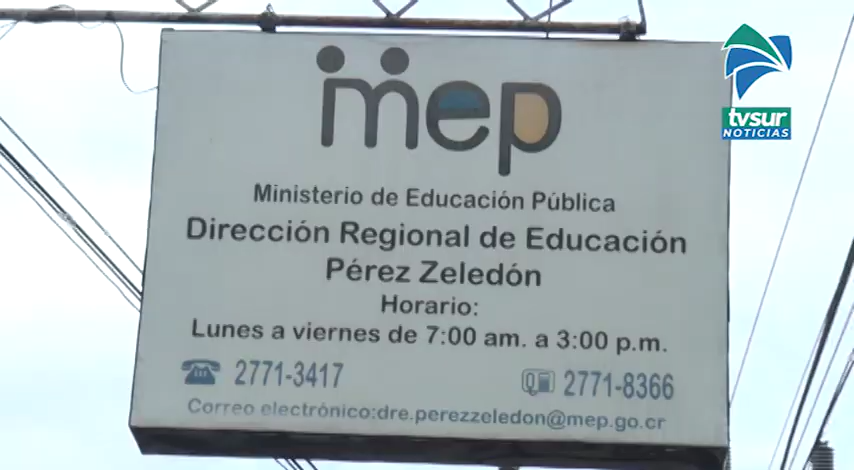 mep
tvsur
NOTICIAS
Ministerio de Educación Pública
Dirección Regional de Educación
Pérez Zeledón
Horario:
Lunes a viernes de 7:00 am. a 3:00 p.m.
2771-3417
2771-8366
Correo electrónico:dre.perezzeledon@mep.go.cr